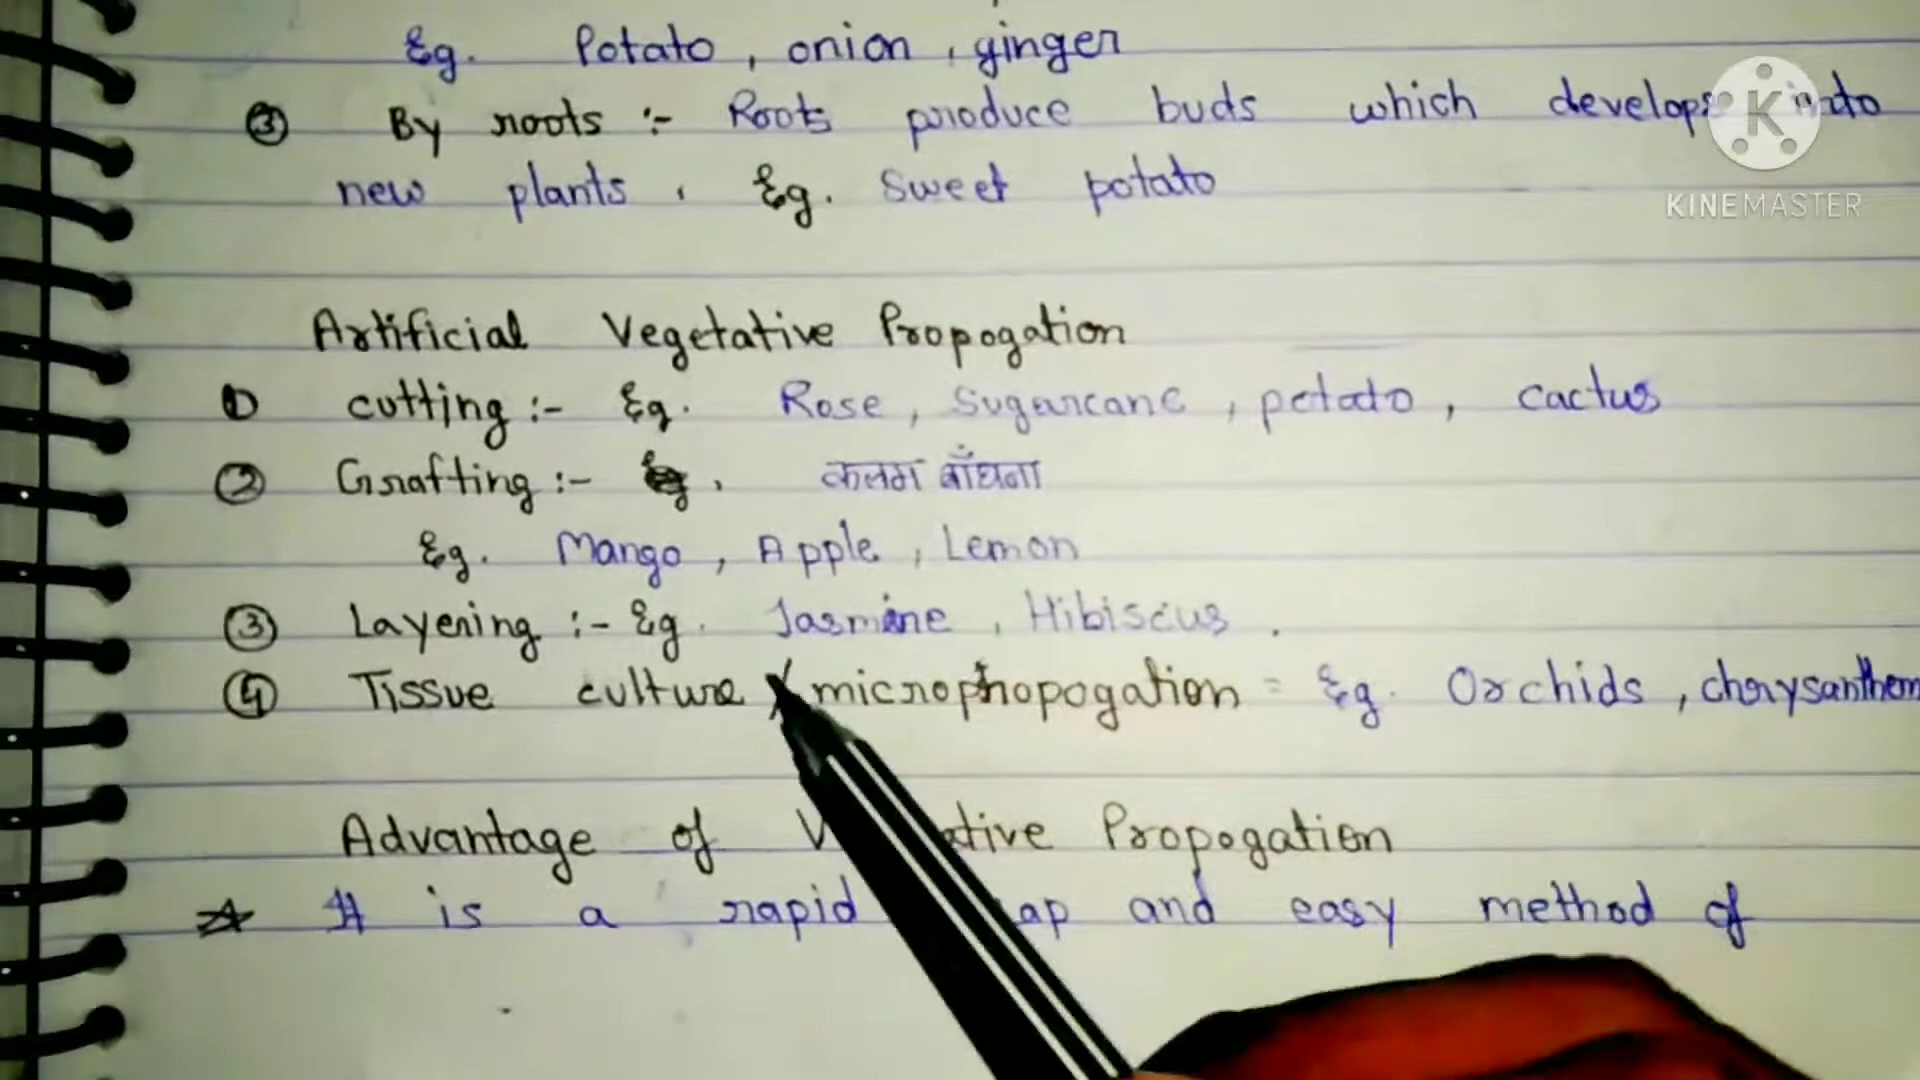 Eg. Potato, onion, ginger
③ By roots :- Roots produce buds which develops into
new plants. Eg. Sweet potato
KINEMASTER
Artificial Vegetative Propogation
① cutting :- Eg. Rose, Sugarcane, potato, cactus
② Grafting :- कलम बाँधना
Eg. Mango, Apple, Lemon
③ Layering :- Eg. Jasmine, Hibiscus.
④ Tissue culture / micropropogation = Eg. Orchids, chrysanthem
Advantage of Propogation
It is a rapid and easy method of